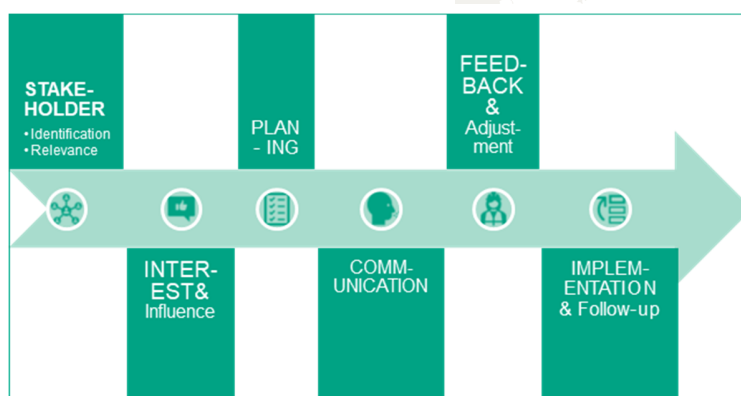 STAKE-
HOLDER
•Identification
•Relevance
INTER-
EST&
Influence
PLAN
- ING
COMM-
UNICATION
FEED-
BACK
&
Adjust-
ment
IMPLEM-
ENTATION
& Follow-up